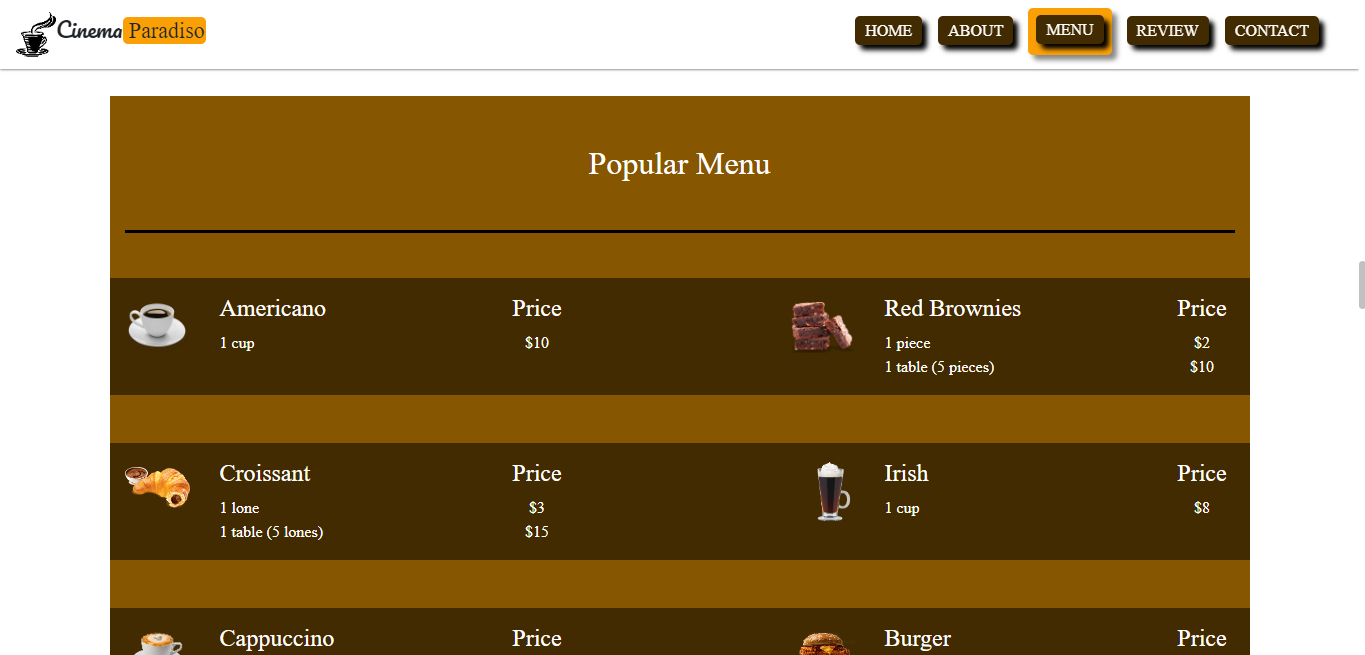 Cinema Paradiso
HOME ABOUT MENU REVIEW CONTACT
Popular Menu
Americano Price
1 cup $10
Red Brownies Price
1 piece $2
1 table (5 pieces) $10
Croissant Price
1 lone $3
1 table (5 lones) $15
Irish Price
1 cup $8
Cappuccino Price
Burger Price